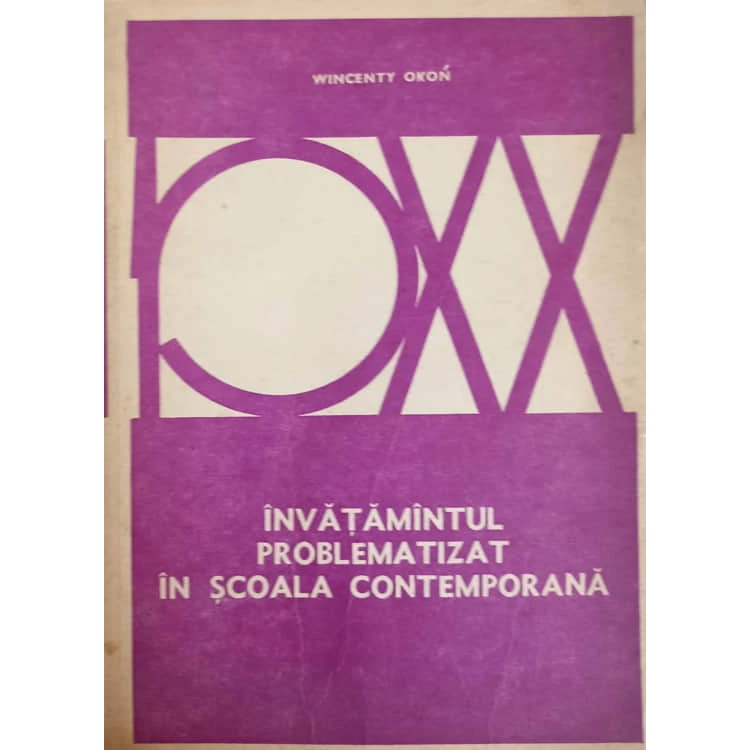 WINCENTY OKOŃ
ÎNVĂȚĂMÎNTUL
PROBLEMATIZAT
ÎN ȘCOALA CONTEMPORANĂ